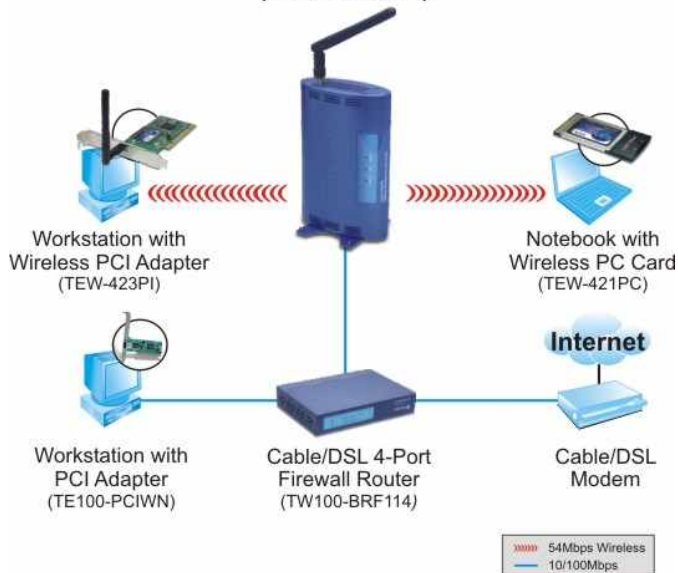 Workstation with
Wireless PCI Adapter
(TEW-423PI)
Notebook with
Wireless PC Card
(TEW-421PC)
Internet
Workstation with
PCI Adapter
(TE100-PCIWN)
Cable/DSL 4-Port
Firewall Router
(TW100-BRF114)
Cable/DSL
Modem
54Mbps Wireless
10/100Mbps